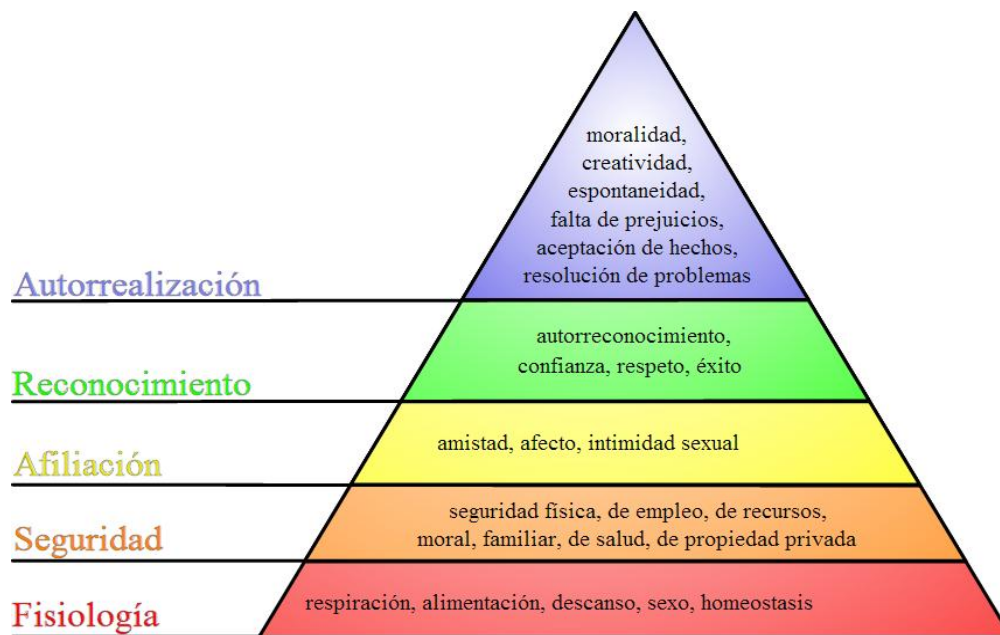 moralidad,
creatividad,
espontaneidad,
falta de prejuicios,
aceptación de hechos,
resolución de problemas
Autorrealización
autorreconocimiento,
confianza, respeto, éxito
Reconocimiento
amistad, afecto, intimidad sexual
Afiliación
seguridad física, de empleo, de recursos,
moral, familiar, de salud, de propiedad privada
Seguridad
respiración, alimentación, descanso, sexo, homeostasis
Fisiología